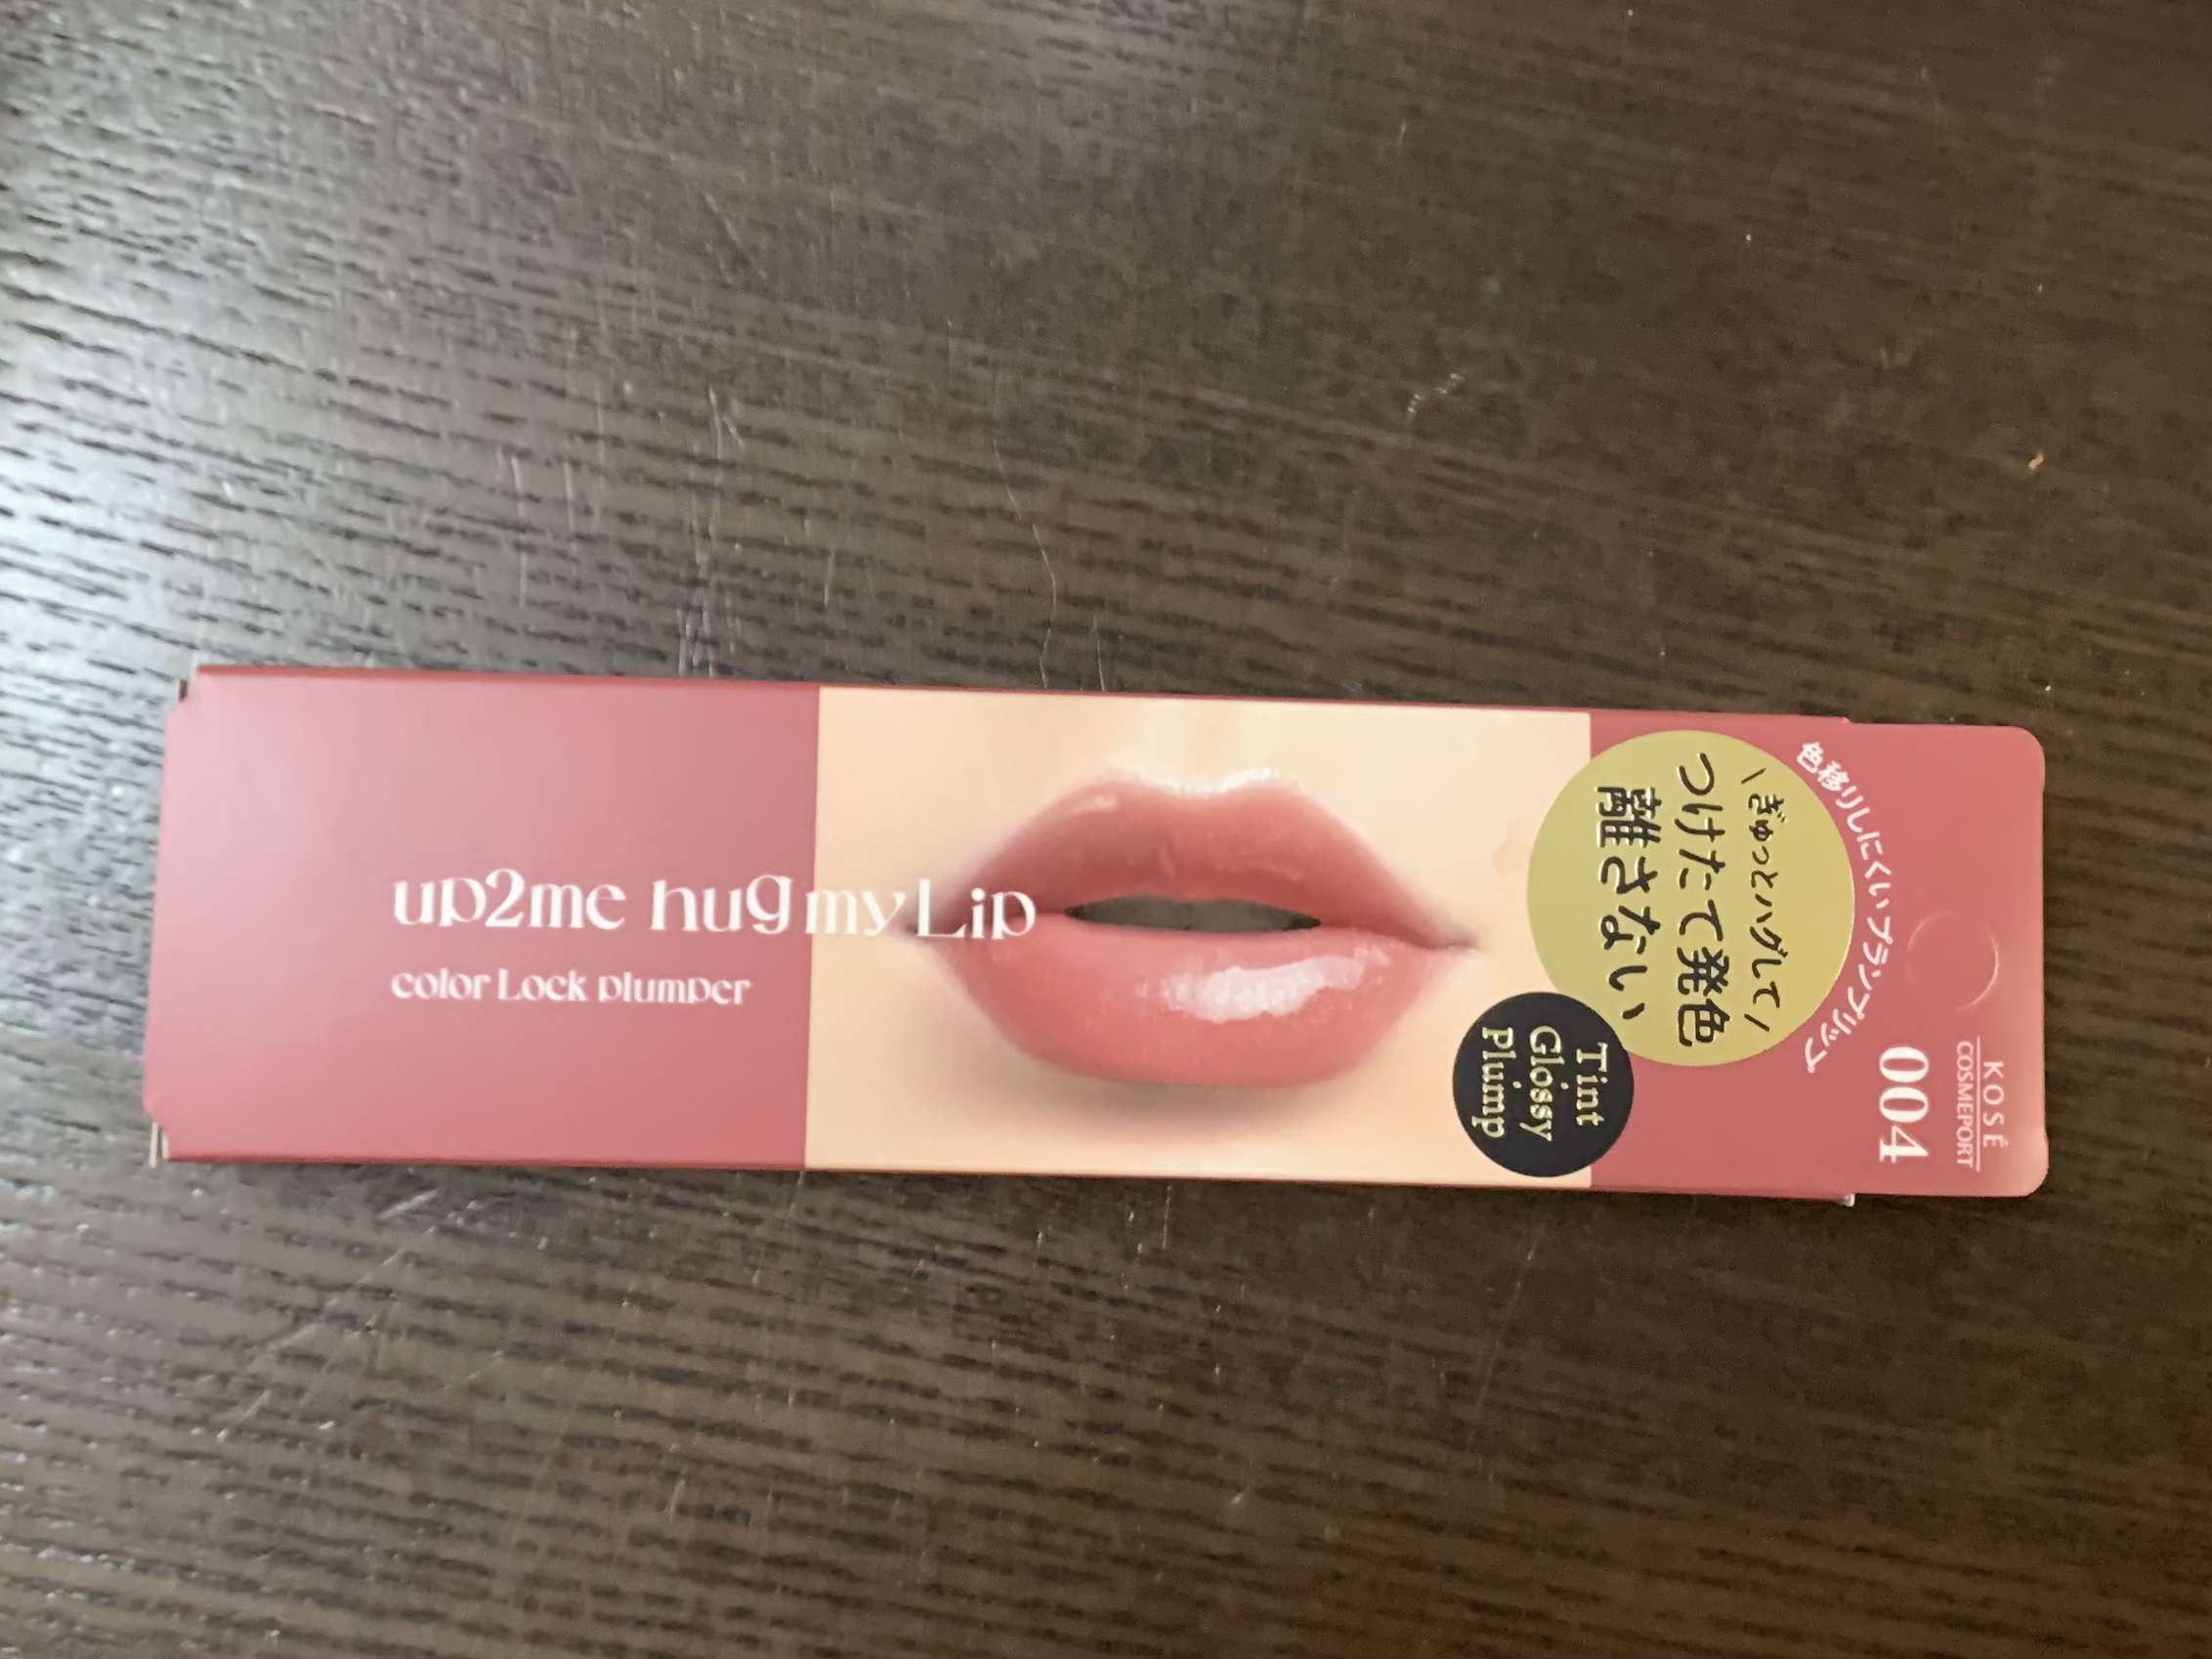 KOSÉ
COSMEPORT
004
色移りしにくいプランプリップ
\ぎゅっとハグして/
つけたて発色
離さない
Tint
Glossy
Plump
up2me hug my Lip
color Lock plumper